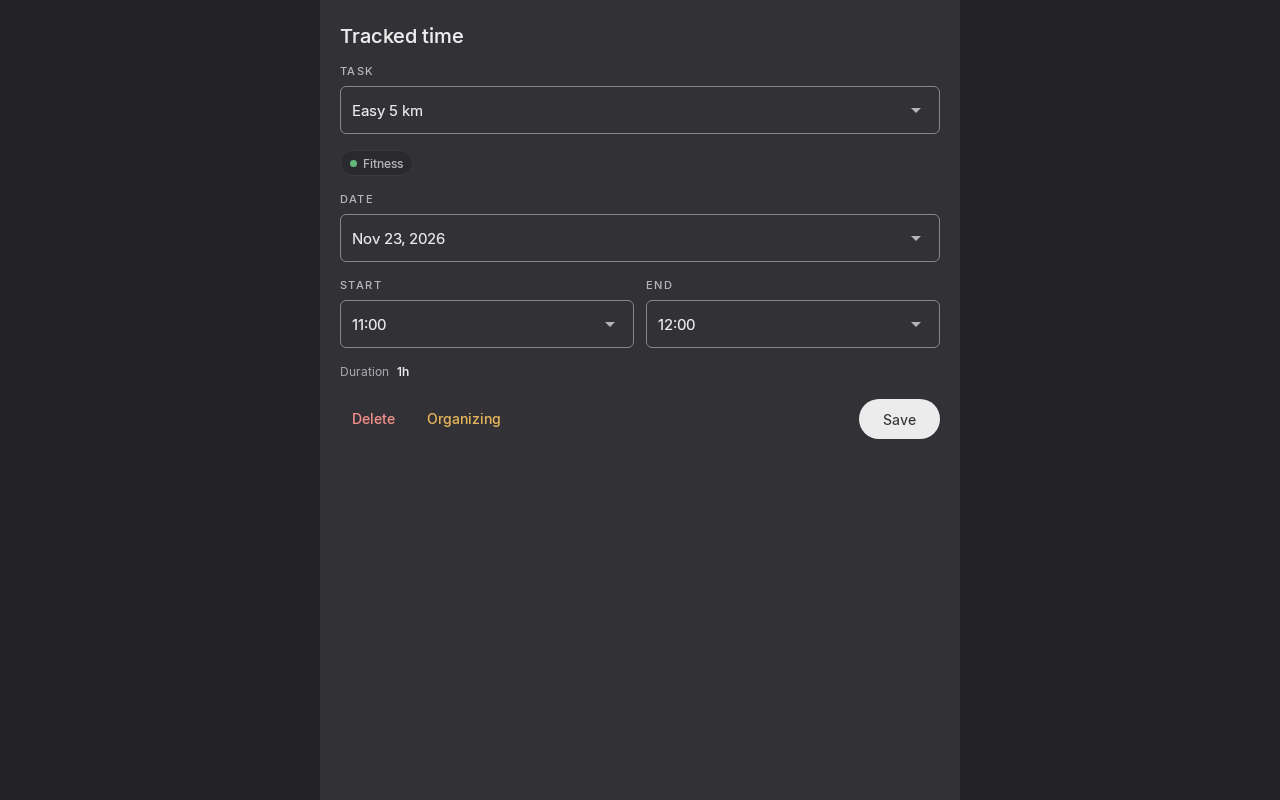 Tracked time
TASK
Easy 5 km
Fitness
DATE
Nov 23, 2026
START
END
11:00
12:00
Duration 1h
Delete
Organizing
Save